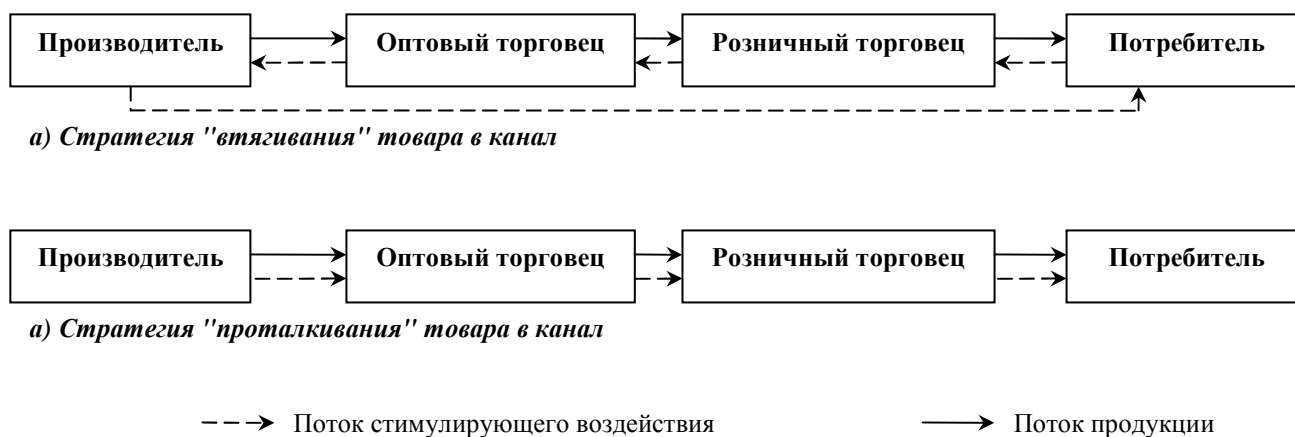 Производитель Оптовый торговец Розничный торговец Потребитель
а) Стратегия "втягивания" товара в канал
Производитель Оптовый торговец Розничный торговец Потребитель
а) Стратегия "проталкивания" товара в канал
Поток стимулирующего воздействия Поток продукции